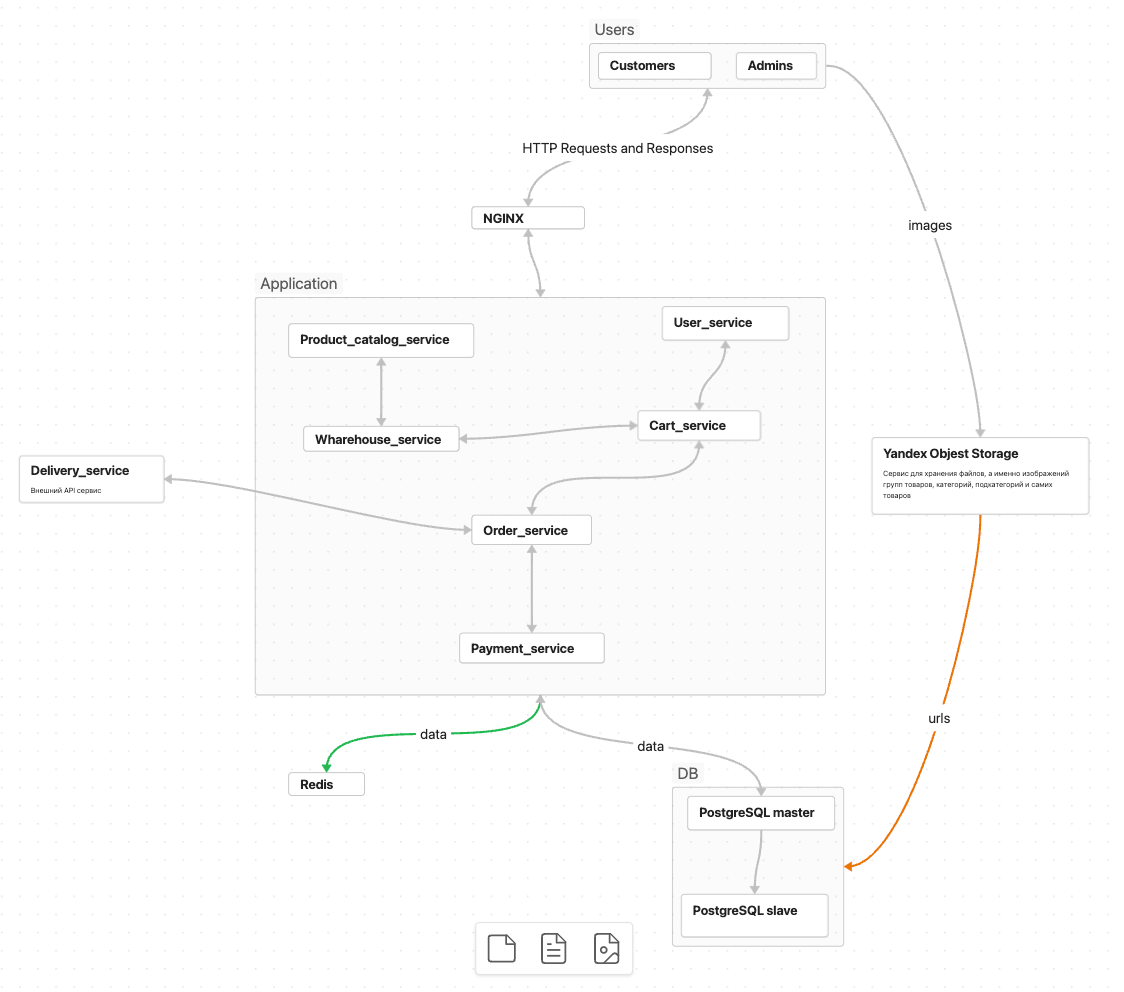 Users
Customers
Admins
HTTP Requests and Responses
NGINX
images
Application
Product_catalog_service
User_service
Wharehouse_service
Cart_service
Delivery_service
Внешний API сервис
Yandex Objest Storage
Сервис для хранения файлов, а именно изображений
групп товаров, категорий, подкатегорий и самих
товаров
Order_service
Payment_service
data
data
urls
Redis
DB
PostgreSQL master
PostgreSQL slave